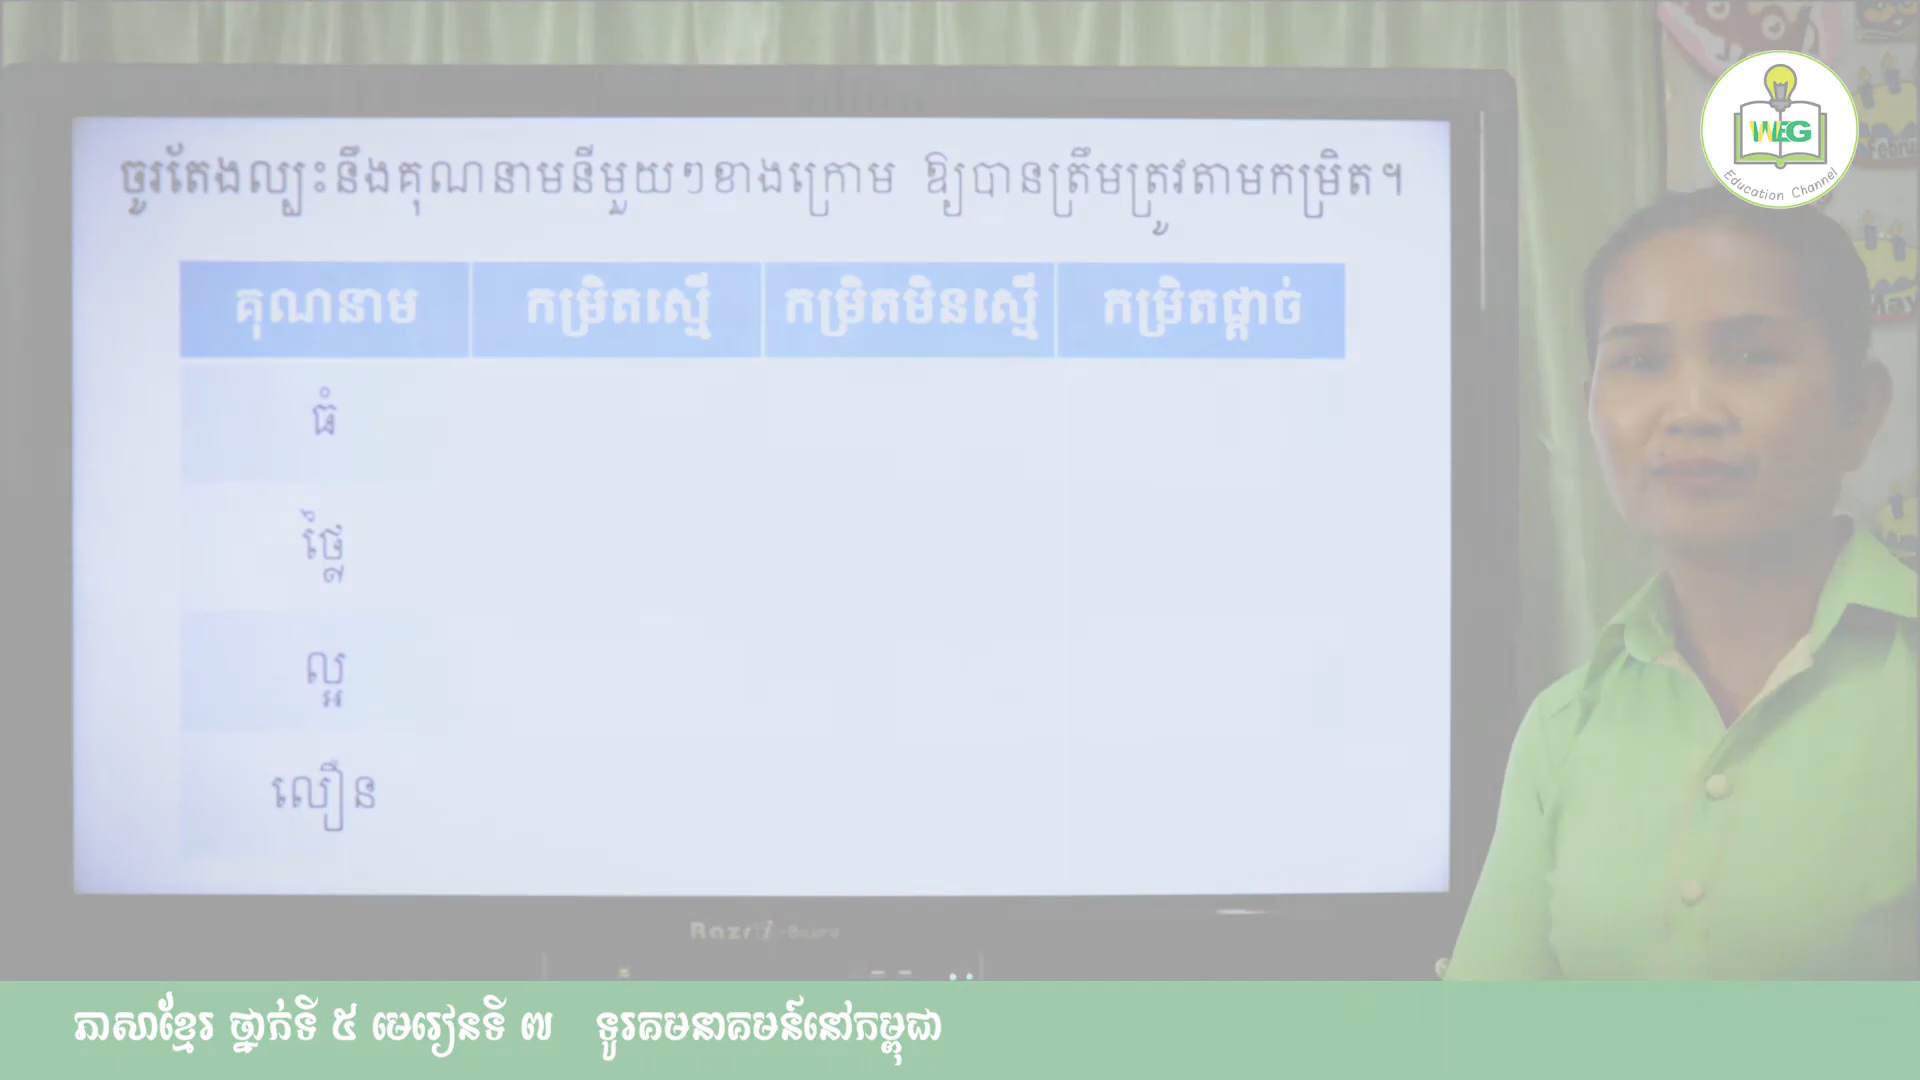 WEG
Education Channel
ចូរតែងល្បះនឹងគុណនាមនីមួយៗខាងក្រោម ឱ្យបានត្រឹមត្រូវតាមកម្រិត។
គុណនាម កម្រិតស្មើ កម្រិតមិនស្មើ កម្រិតផ្ដាច់
ធំ
ថ្លៃ
ល្អ
លឿន
ភាសាខ្មែរ ថ្នាក់ទី ៥ មេរៀនទី ៧ ទូរគមនាគមន៍នៅកម្ពុជា